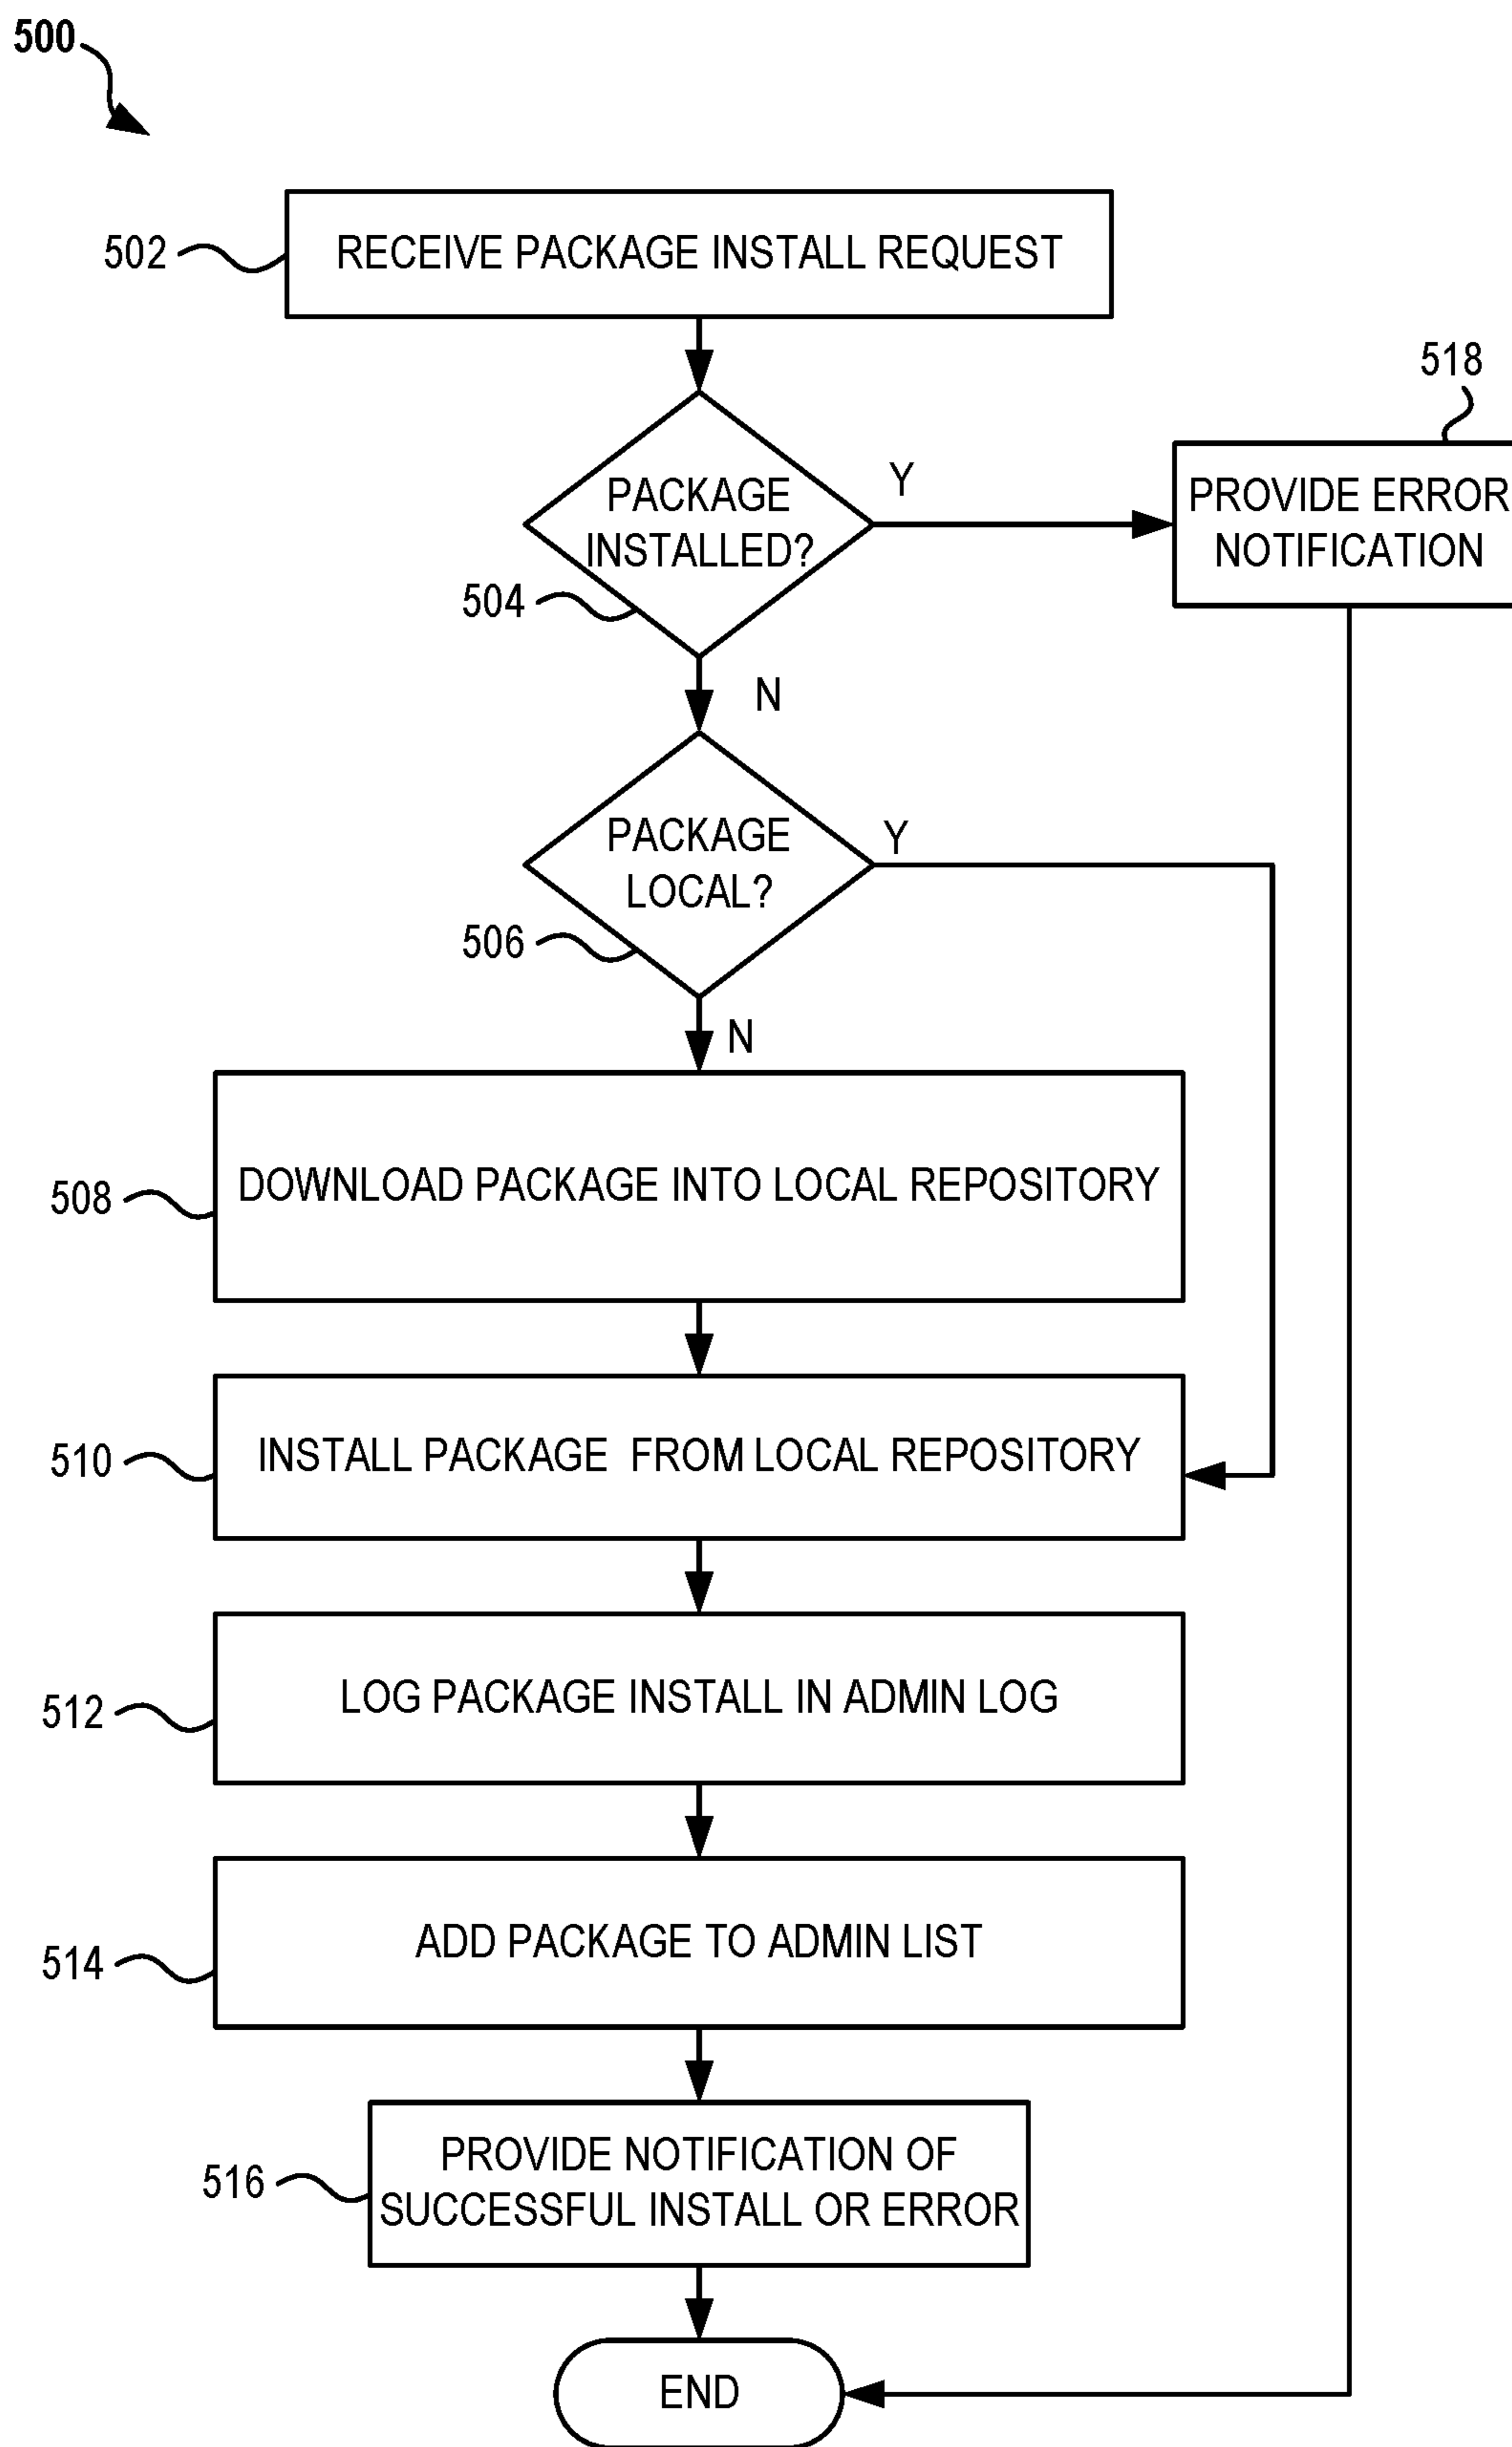 500
502
RECEIVE PACKAGE INSTALL REQUEST
518
PACKAGE
INSTALLED?
Y
PROVIDE ERROR
NOTIFICATION
504
N
PACKAGE
LOCAL?
Y
506
N
508
DOWNLOAD PACKAGE INTO LOCAL REPOSITORY
510
INSTALL PACKAGE FROM LOCAL REPOSITORY
512
LOG PACKAGE INSTALL IN ADMIN LOG
514
ADD PACKAGE TO ADMIN LIST
516
PROVIDE NOTIFICATION OF
SUCCESSFUL INSTALL OR ERROR
END